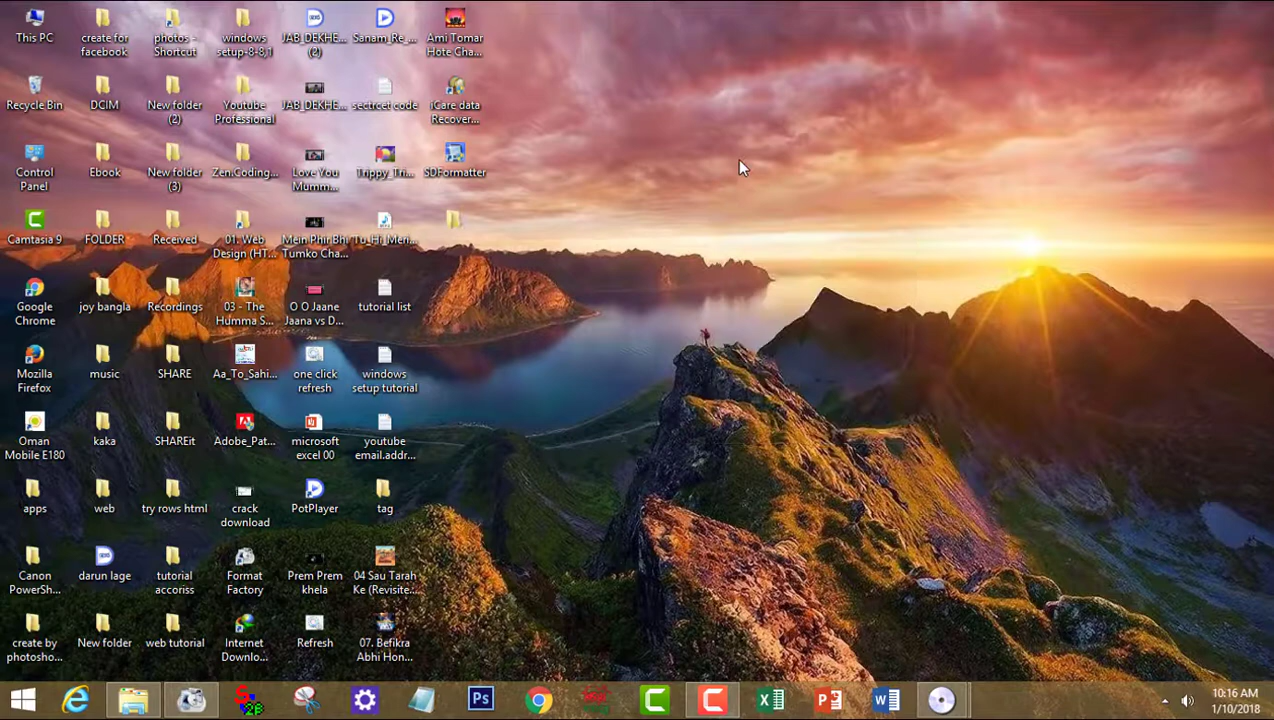 This PC
create for
facebook
photos -
Shortcut
windows
setup-8-8,1
JAB_DEKHE...
(2)
Sanam_Re_...
Ami Tomar
Hote Cha...
Recycle Bin
DCIM
New folder
(2)
Youtube
Professional
JAB_DEKHE...
sectrcet code
iCare data
Recover...
Control
Panel
Ebook
New folder
(3)
Zen.Coding...
Love You
Mumm...
Trippy_Tri...
SDFormatter
Camtasia 9
FOLDER
Received
01. Web
Design (HT...
Mein Phir Bhi
Tumko Cha...
Tu_Hi_Meri...
Google
Chrome
joy bangla
Recordings
03 - The
Humma S...
O O Jaane
Jaana vs D...
tutorial list
Mozilla
Firefox
music
SHARE
Aa_To_Sahi...
one click
refresh
windows
setup tutorial
Oman
Mobile E180
kaka
SHAREit
Adobe_Pat...
microsoft
excel 00
youtube
email.addr...
apps
web
try rows html
crack
download
PotPlayer
tag
Canon
PowerSh...
darun lage
tutorial
accoriss
Format
Factory
Prem Prem
khela
04 Sau Tarah
Ke (Revisite...
create by
photosho...
New folder
web tutorial
Internet
Downlo...
Refresh
07. Befikra
Abhi Hon...
Ps
10:16 AM
1/10/2018